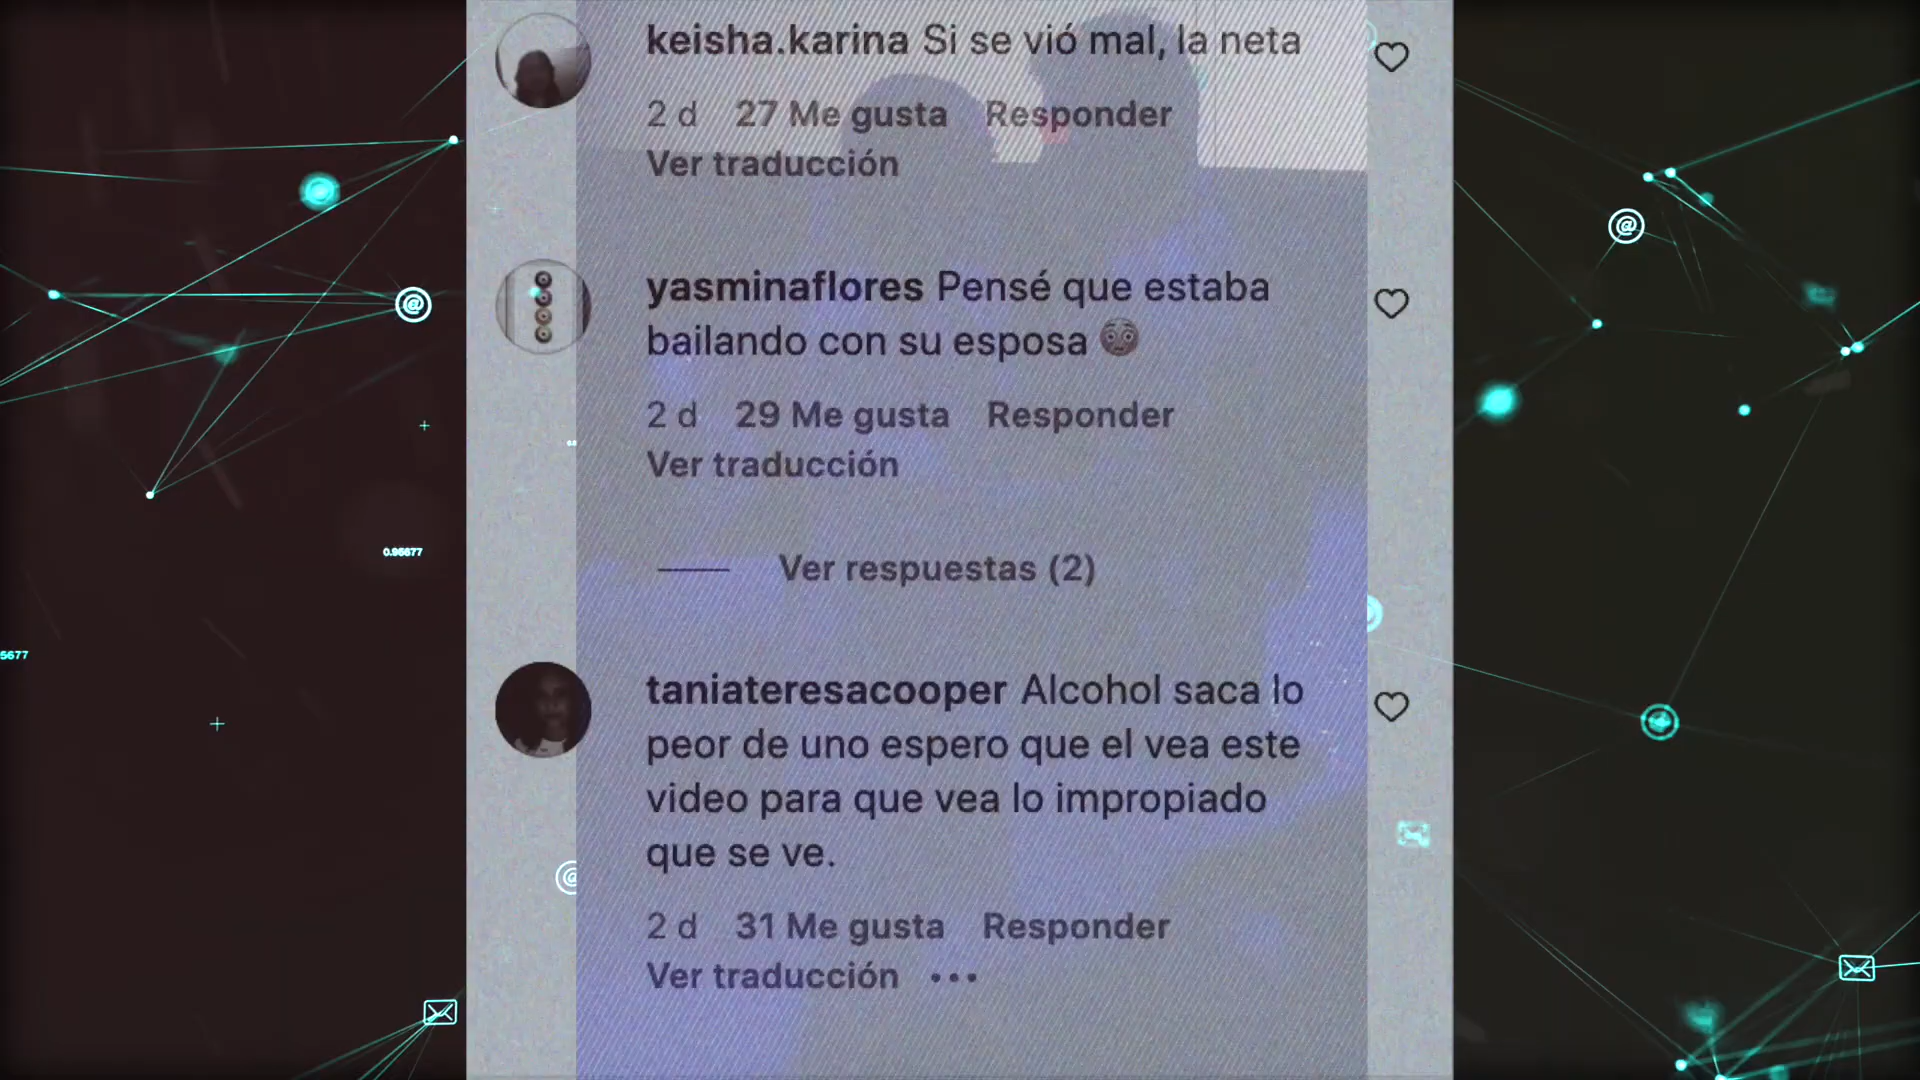 keisha.karina Si se vió mal, la neta
2 d 27 Me gusta Responder
Ver traducción
yasminaflores Pensé que estaba
bailando con su esposa 😳
2 d 29 Me gusta Responder
Ver traducción
Ver respuestas (2)
taniateresacooper Alcohol saca lo
peor de uno espero que el vea este
video para que vea lo impropiado
que se ve.
2 d 31 Me gusta Responder
Ver traducción •••
0.95677
5677